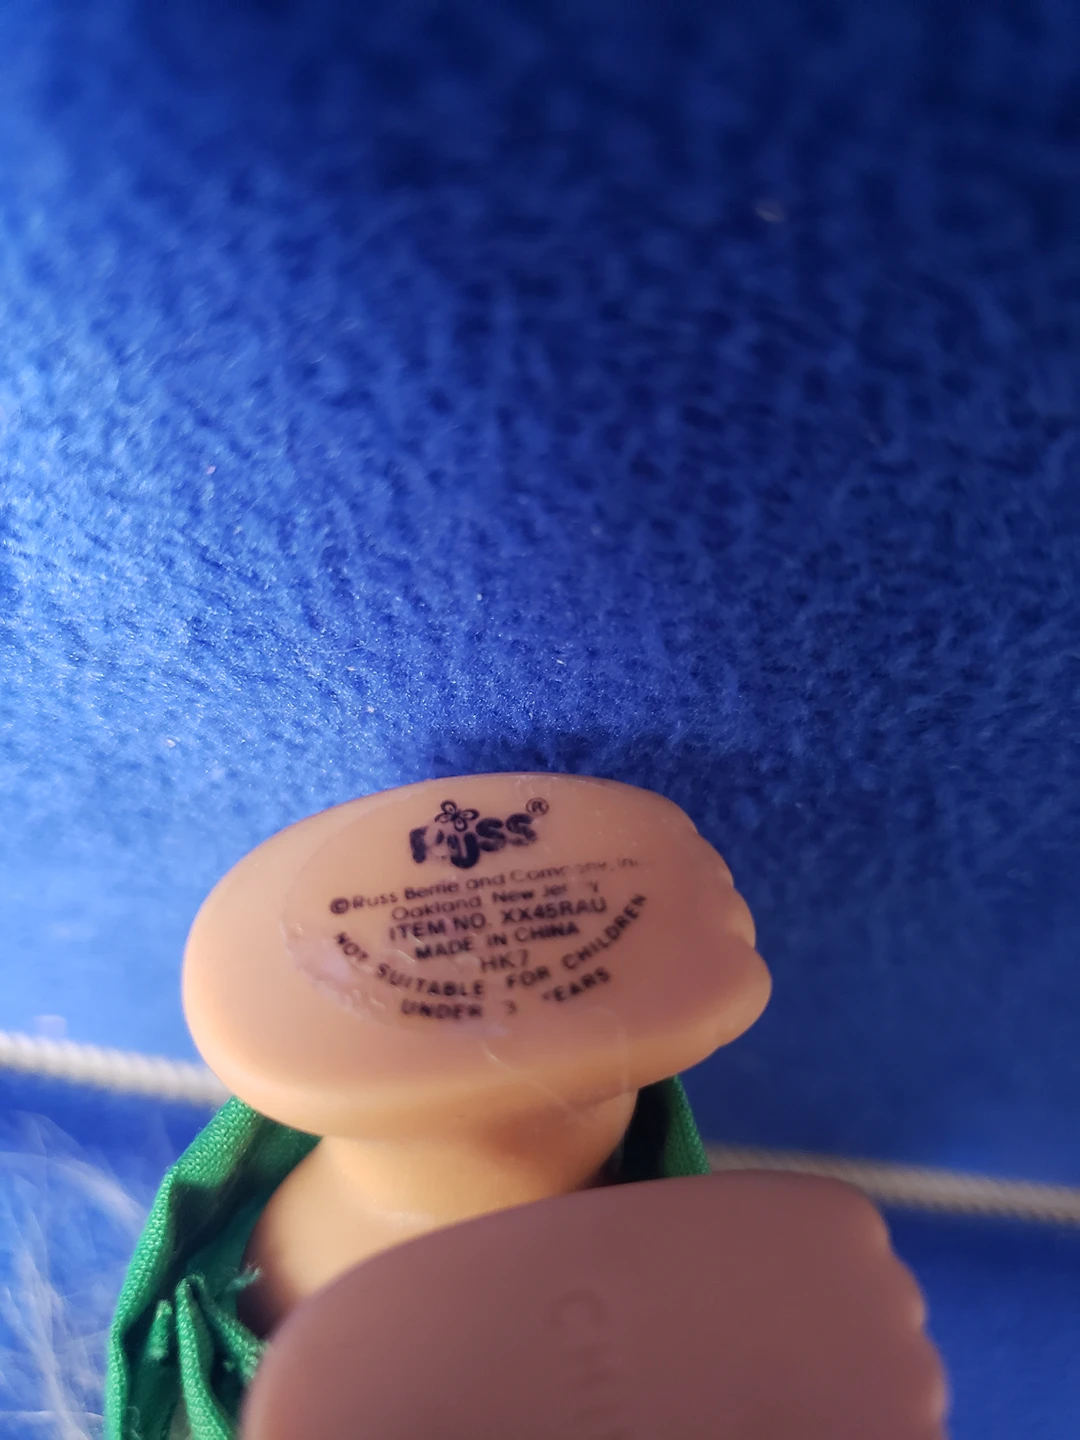 Russ®
©Russ Berrie and Company, Inc.
Oakland, New Jersey
ITEM NO. XX45RAU
MADE IN CHINA
HK7
NOT SUITABLE FOR CHILDREN
UNDER 3 YEARS